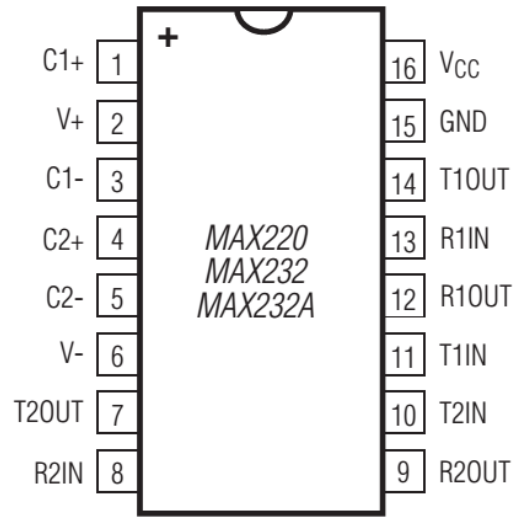 +
C1+ 1 16 VCC
V+ 2 15 GND
C1- 3 14 T1OUT
C2+ 4 13 R1IN
C2- 5 12 R1OUT
V- 6 11 T1IN
T2OUT 7 10 T2IN
R2IN 8 9 R2OUT
MAX220
MAX232
MAX232A